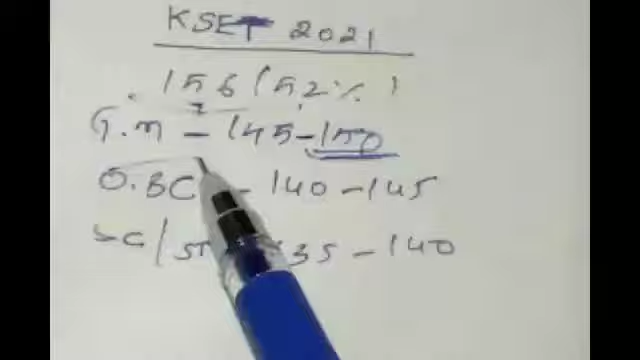 KSET 2021
156 (52%)
G.m - 145-150
O.BC - 140-145
SC/ST 135-140